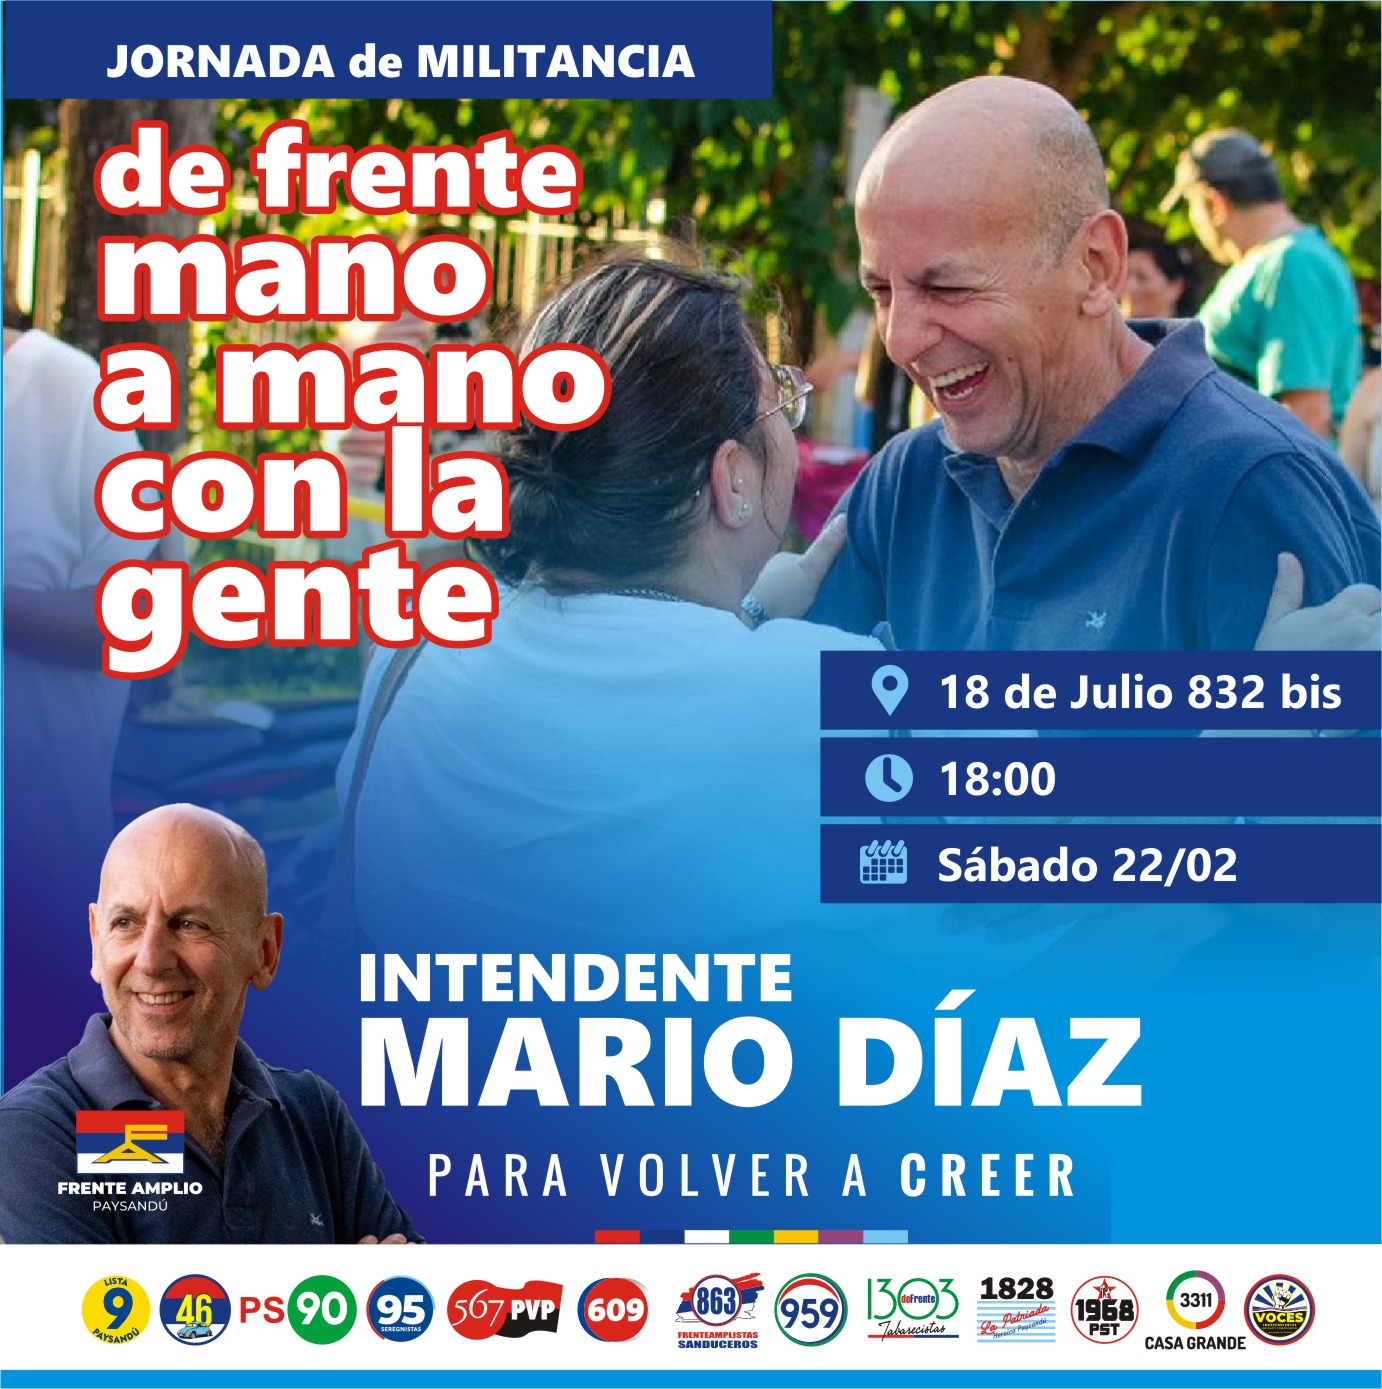 JORNADA de MILITANCIA
de frente
mano
a mano
con la
gente
18 de Julio 832 bis
18:00
Sábado 22/02
INTENDENTE
MARIO DÍAZ
PARA VOLVER A CREER
FRENTE AMPLIO
PAYSANDÚ
LISTA
9
PAYSANDÚ
46
PS 90
95
SEREGNISTAS
567 PVP
609
863
FRENTEAMPLISTAS
SANDUCEROS
959
1303
deFrente
Tabarecistas
1828
La Patriada
Heroica Paysandú
1968
PST
3311
CASA GRANDE
VOCES